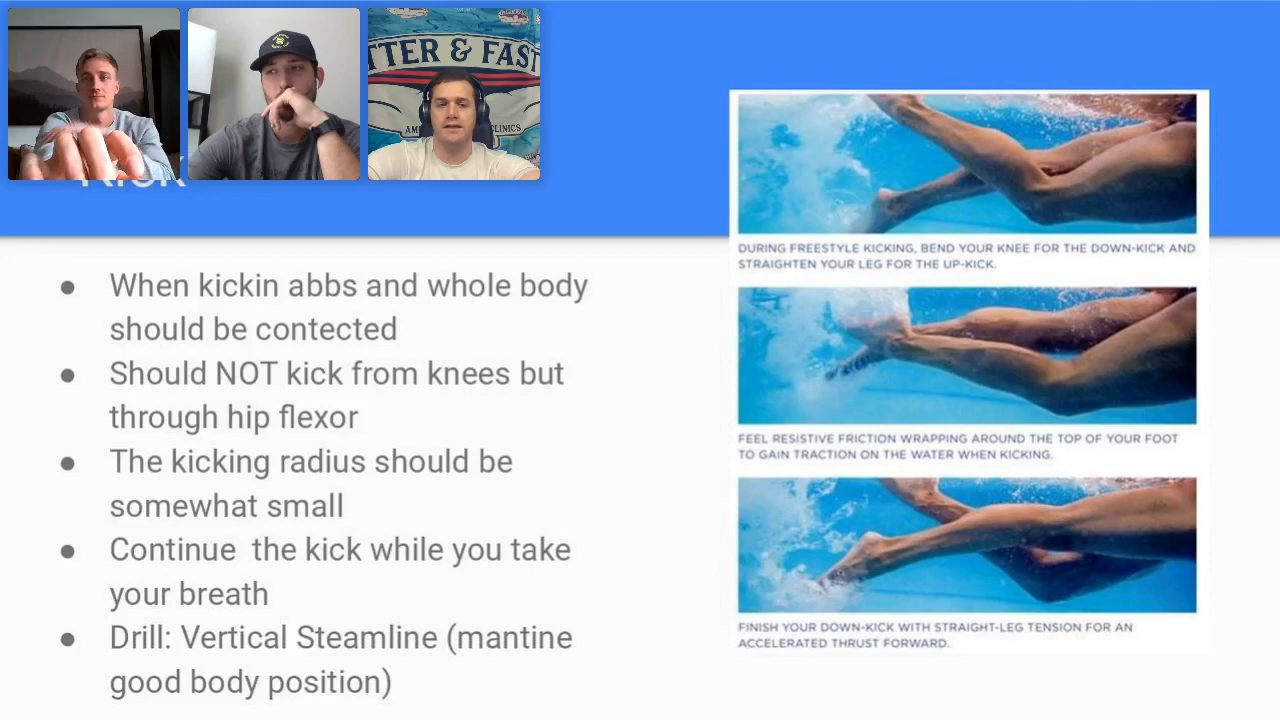 TTER & FAST
AM CLINICS
Kick
● When kickin abbs and whole body
should be contected
● Should NOT kick from knees but
through hip flexor
● The kicking radius should be
somewhat small
● Continue  the kick while you take
your breath
● Drill: Vertical Steamline (mantine
good body position)
DURING FREESTYLE KICKING, BEND YOUR KNEE FOR THE DOWN-KICK AND
STRAIGHTEN YOUR LEG FOR THE UP-KICK.
FEEL RESISTIVE FRICTION WRAPPING AROUND THE TOP OF YOUR FOOT
TO GAIN TRACTION ON THE WATER WHEN KICKING.
FINISH YOUR DOWN-KICK WITH STRAIGHT-LEG TENSION FOR AN
ACCELERATED THRUST FORWARD.